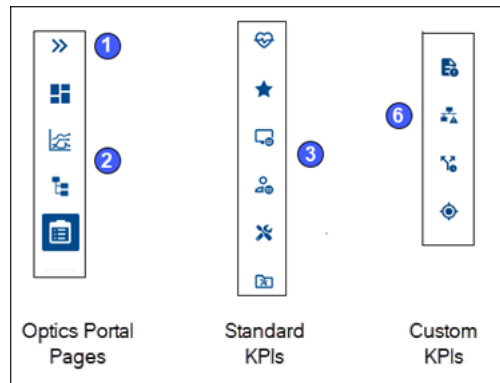 1
2
3
6
Optics Portal
Pages
Standard
KPIs
Custom
KPIs